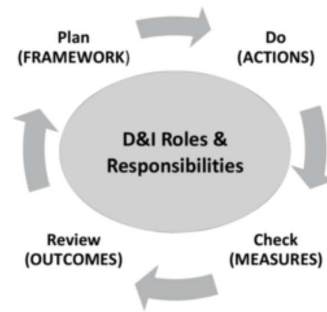 Plan
(FRAMEWORK)
Do
(ACTIONS)
D&I Roles &
Responsibilities
Review
(OUTCOMES)
Check
(MEASURES)